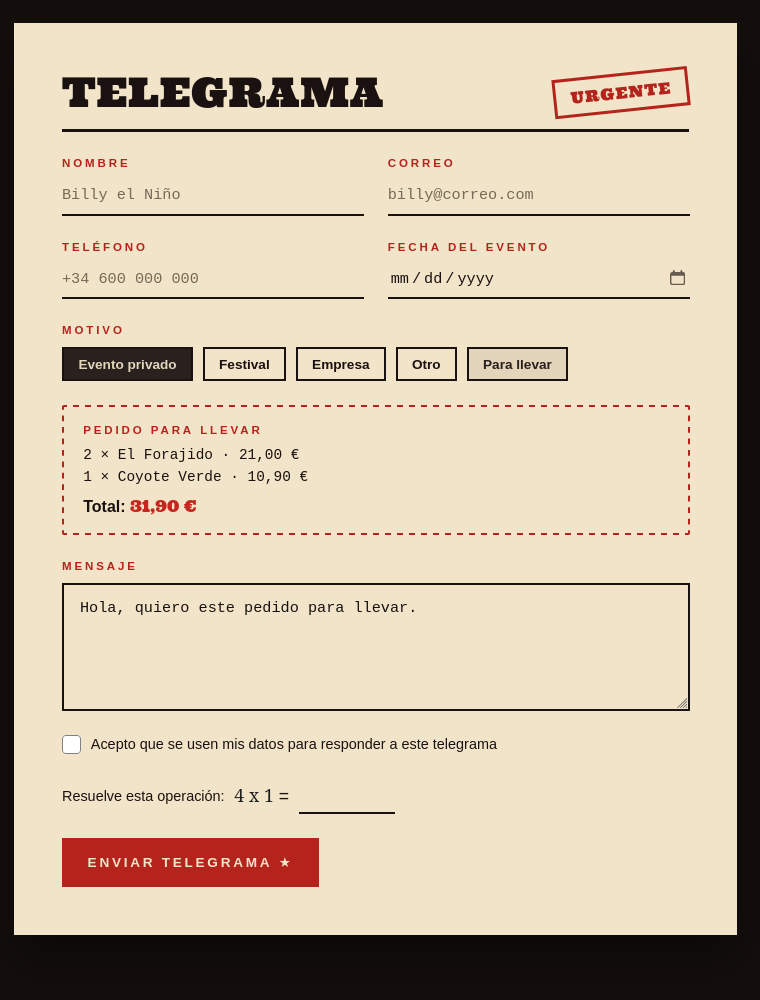 TELEGRAMA
URGENTE
NOMBRE
CORREO
Billy el Niño
billy@correo.com
TELÉFONO
FECHA DEL EVENTO
+34 600 000 000
mm/dd/yyyy
MOTIVO
Evento privado
Festival
Empresa
Otro
Para llevar
PEDIDO PARA LLEVAR
2 × El Forajido · 21,00 €
1 × Coyote Verde · 10,90 €
Total: 31,90 €
MENSAJE
Hola, quiero este pedido para llevar.
Acepto que se usen mis datos para responder a este telegrama
Resuelve esta operación: 4 x 1 =
ENVIAR TELEGRAMA ★